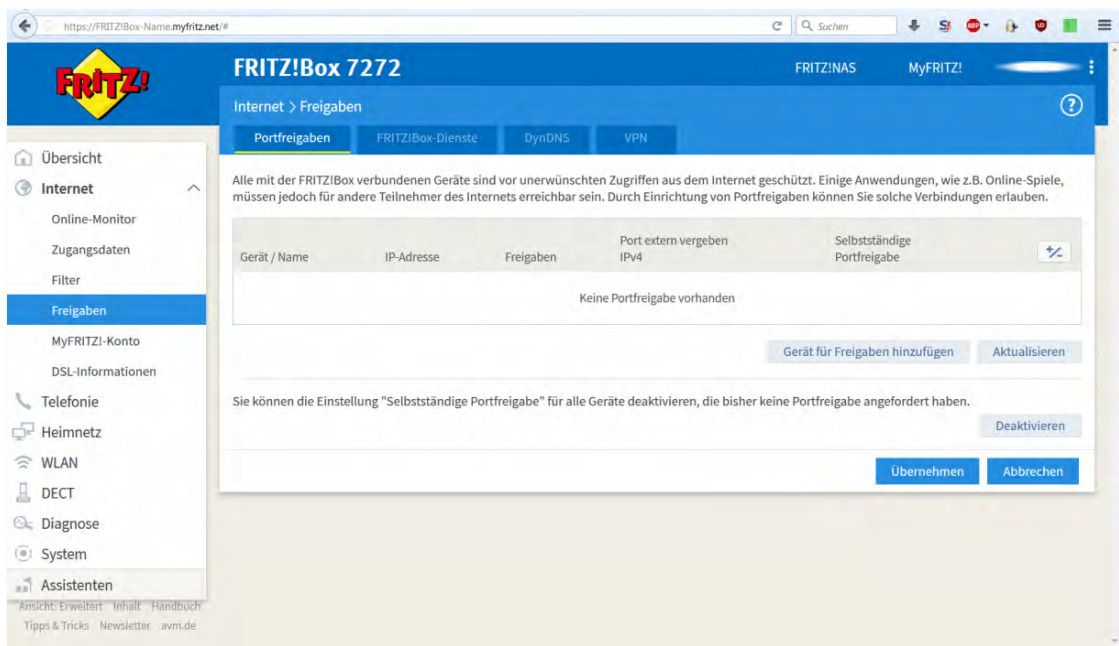 https://FRITZ!Box-Name.myfritz.net/#
Suchen
FRITZ!
FRITZ!Box 7272
FRITZ!NAS
MyFRITZ!
Internet > Freigaben
Portfreigaben
FRITZ!Box-Dienste
DynDNS
VPN
Übersicht
Internet
Online-Monitor
Zugangsdaten
Filter
Freigaben
MyFRITZ!-Konto
DSL-Informationen
Telefonie
Heimnetz
WLAN
DECT
Diagnose
System
Assistenten
Ansicht: Erweitert Inhalt Handbuch
Tipps & Tricks Newsletter avm.de
Alle mit der FRITZ!Box verbundenen Geräte sind vor unerwünschten Zugriffen aus dem Internet geschützt. Einige Anwendungen, wie z.B. Online-Spiele,
müssen jedoch für andere Teilnehmer des Internets erreichbar sein. Durch Einrichtung von Portfreigaben können Sie solche Verbindungen erlauben.
Gerät / Name
IP-Adresse
Freigaben
Port extern vergeben
IPv4
Selbstständige
Portfreigabe
Keine Portfreigabe vorhanden
Gerät für Freigaben hinzufügen
Aktualisieren
Sie können die Einstellung "Selbstständige Portfreigabe" für alle Geräte deaktivieren, die bisher keine Portfreigabe angefordert haben.
Deaktivieren
Übernehmen
Abbrechen